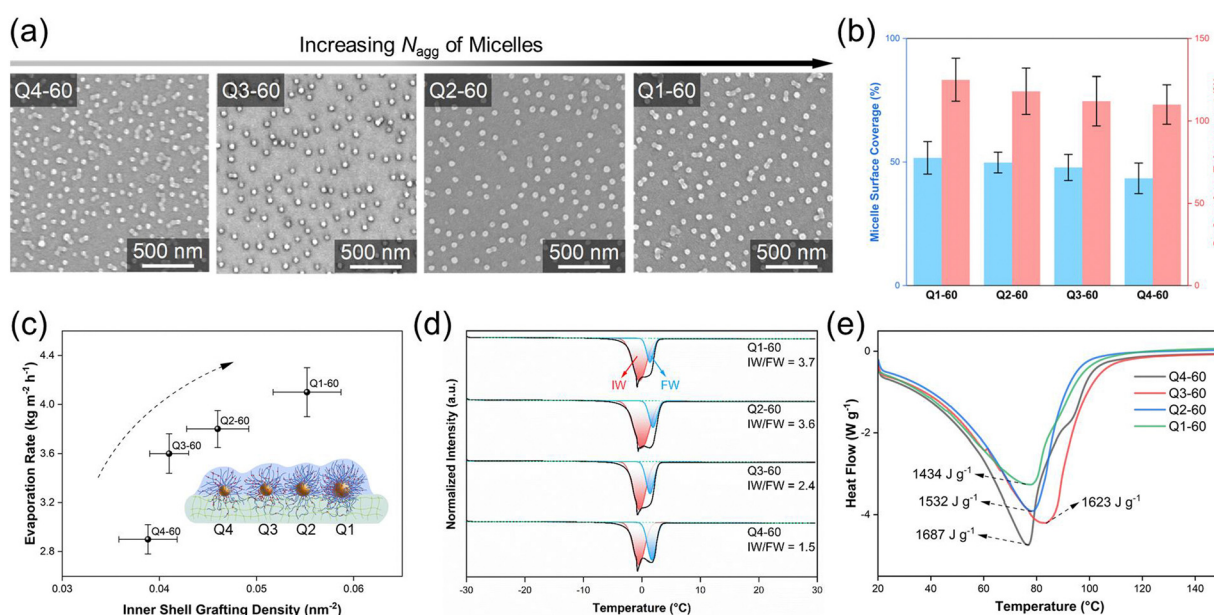 (a)
Increasing Nagg of Micelles
Q4-60
Q3-60
Q2-60
Q1-60
500 nm
500 nm
500 nm
500 nm
(b)
Micelle Surface Coverage (%)
100
50
0
150
100
50
0
Q1-60
Q2-60
Q3-60
Q4-60
(c)
Evaporation Rate (kg m⁻² h⁻¹)
4.4
4.0
3.6
3.2
2.8
Q1-60
Q2-60
Q3-60
Q4-60
Q4
Q3
Q2
Q1
0.03
0.04
0.05
0.06
Inner Shell Grafting Density (nm⁻²)
(d)
Normalized Intensity (a.u.)
Q1-60
IW/FW = 3.7
IW
FW
Q2-60
IW/FW = 3.6
Q3-60
IW/FW = 2.4
Q4-60
IW/FW = 1.5
-30
-20
-10
0
10
20
30
Temperature (°C)
(e)
Heat Flow (W g⁻¹)
0
-2
-4
Q4-60
Q3-60
Q2-60
Q1-60
1434 J g⁻¹
1532 J g⁻¹
1687 J g⁻¹
1623 J g⁻¹
20
40
60
80
100
120
140
Temperature (°C)